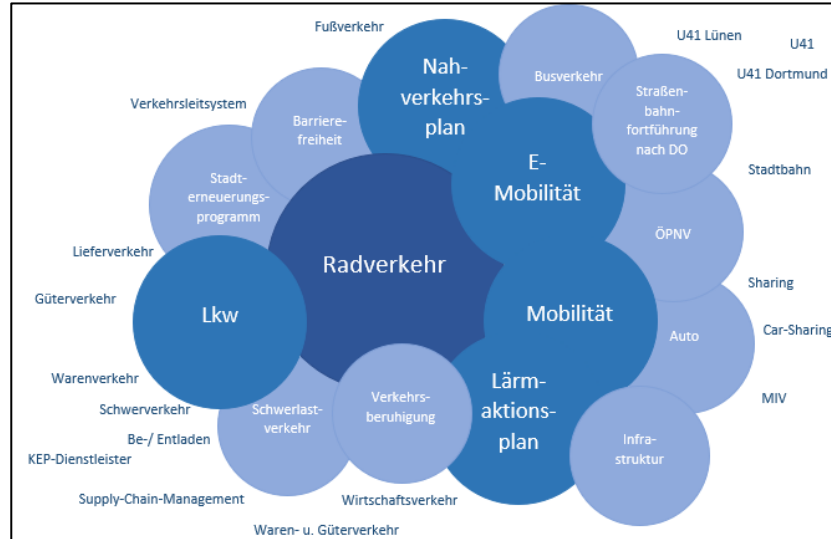 Fußverkehr
U41 Lünen
U41
Nah-
verkehrs-
plan
Busverkehr
U41 Dortmund
Straßen-
bahn-
fortführung
nach DO
Verkehrsleitsystem
Barriere-
freiheit
E-
Mobilität
Stadtbahn
Stadt-
erneuerungs-
programm
ÖPNV
Lieferverkehr
Radverkehr
Sharing
Güterverkehr
Lkw
Mobilität
Car-Sharing
Auto
Warenverkehr
MIV
Schwerverkehr
Schwerlast-
verkehr
Verkehrs-
beruhigung
Lärm-
aktions-
plan
Be-/ Entladen
Infra-
struktur
KEP-Dienstleister
Supply-Chain-Management
Wirtschaftsverkehr
Waren- u. Güterverkehr